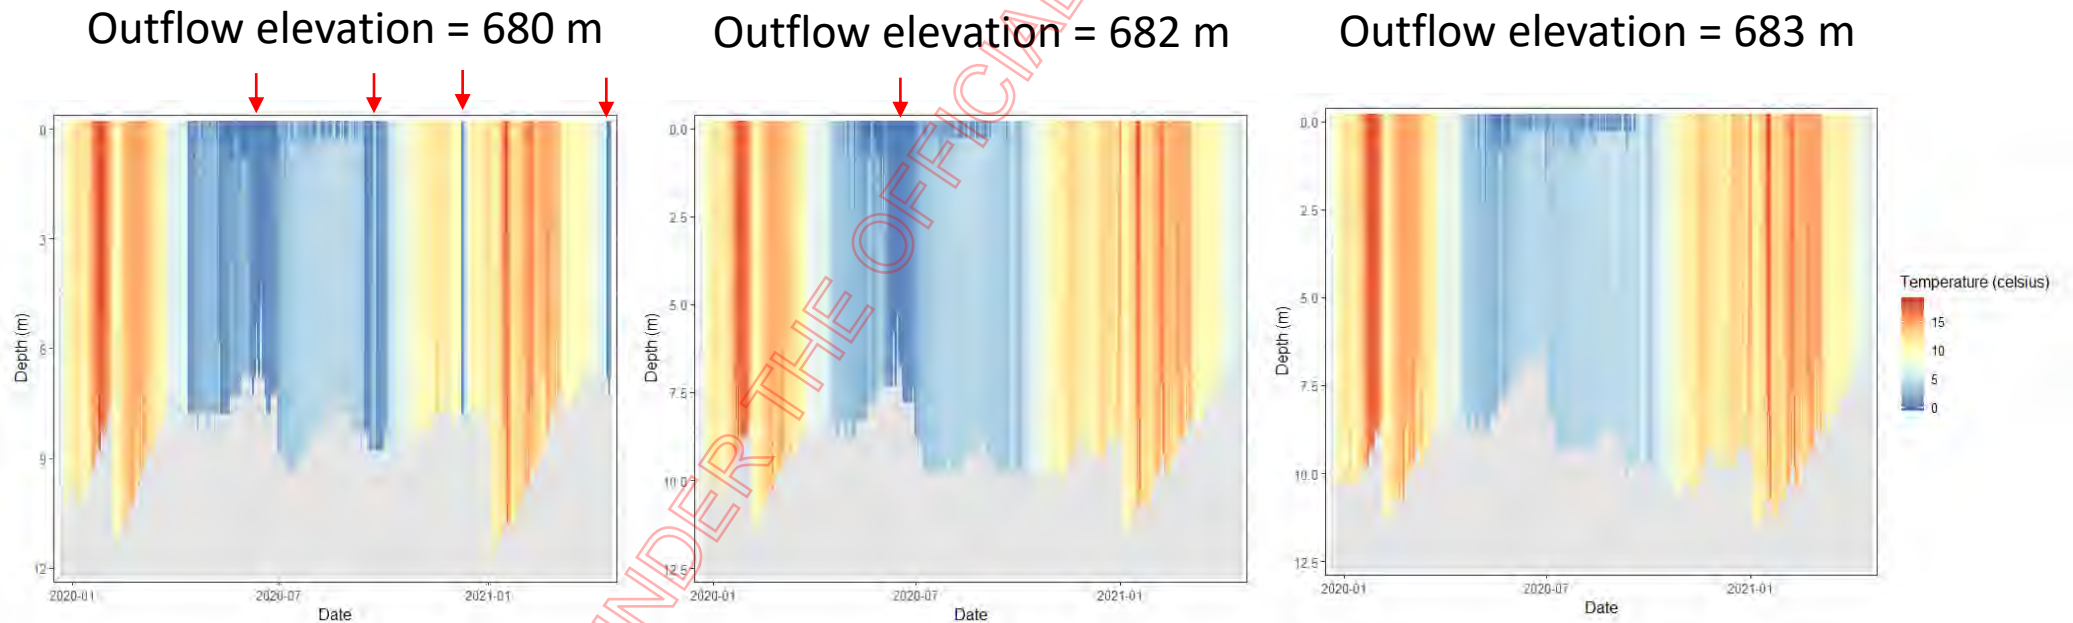 Outflow elevation = 680 m
Outflow elevation = 682 m
Outflow elevation = 683 m
0
3
6
9
12
Depth (m)
2020-01
2020-07
2021-01
Date
0.0
2.5
5.0
7.5
10.0
12.5
Depth (m)
2020-01
2020-07
2021-01
Date
0.0
2.5
5.0
7.5
10.0
12.5
Depth (m)
2020-01
2020-07
2021-01
Date
Temperature (celsius)
15
10
5
0
UNDER THE OFFICIAL